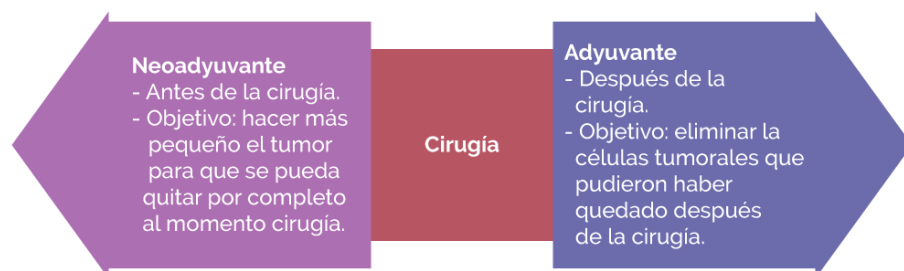 Neoadyuvante
- Antes de la cirugía.
- Objetivo: hacer más
pequeño el tumor
para que se pueda
quitar por completo
al momento cirugía.
Cirugía
Adyuvante
- Después de la
cirugía.
- Objetivo: eliminar la
células tumorales que
pudieron haber
quedado después
de la cirugía.